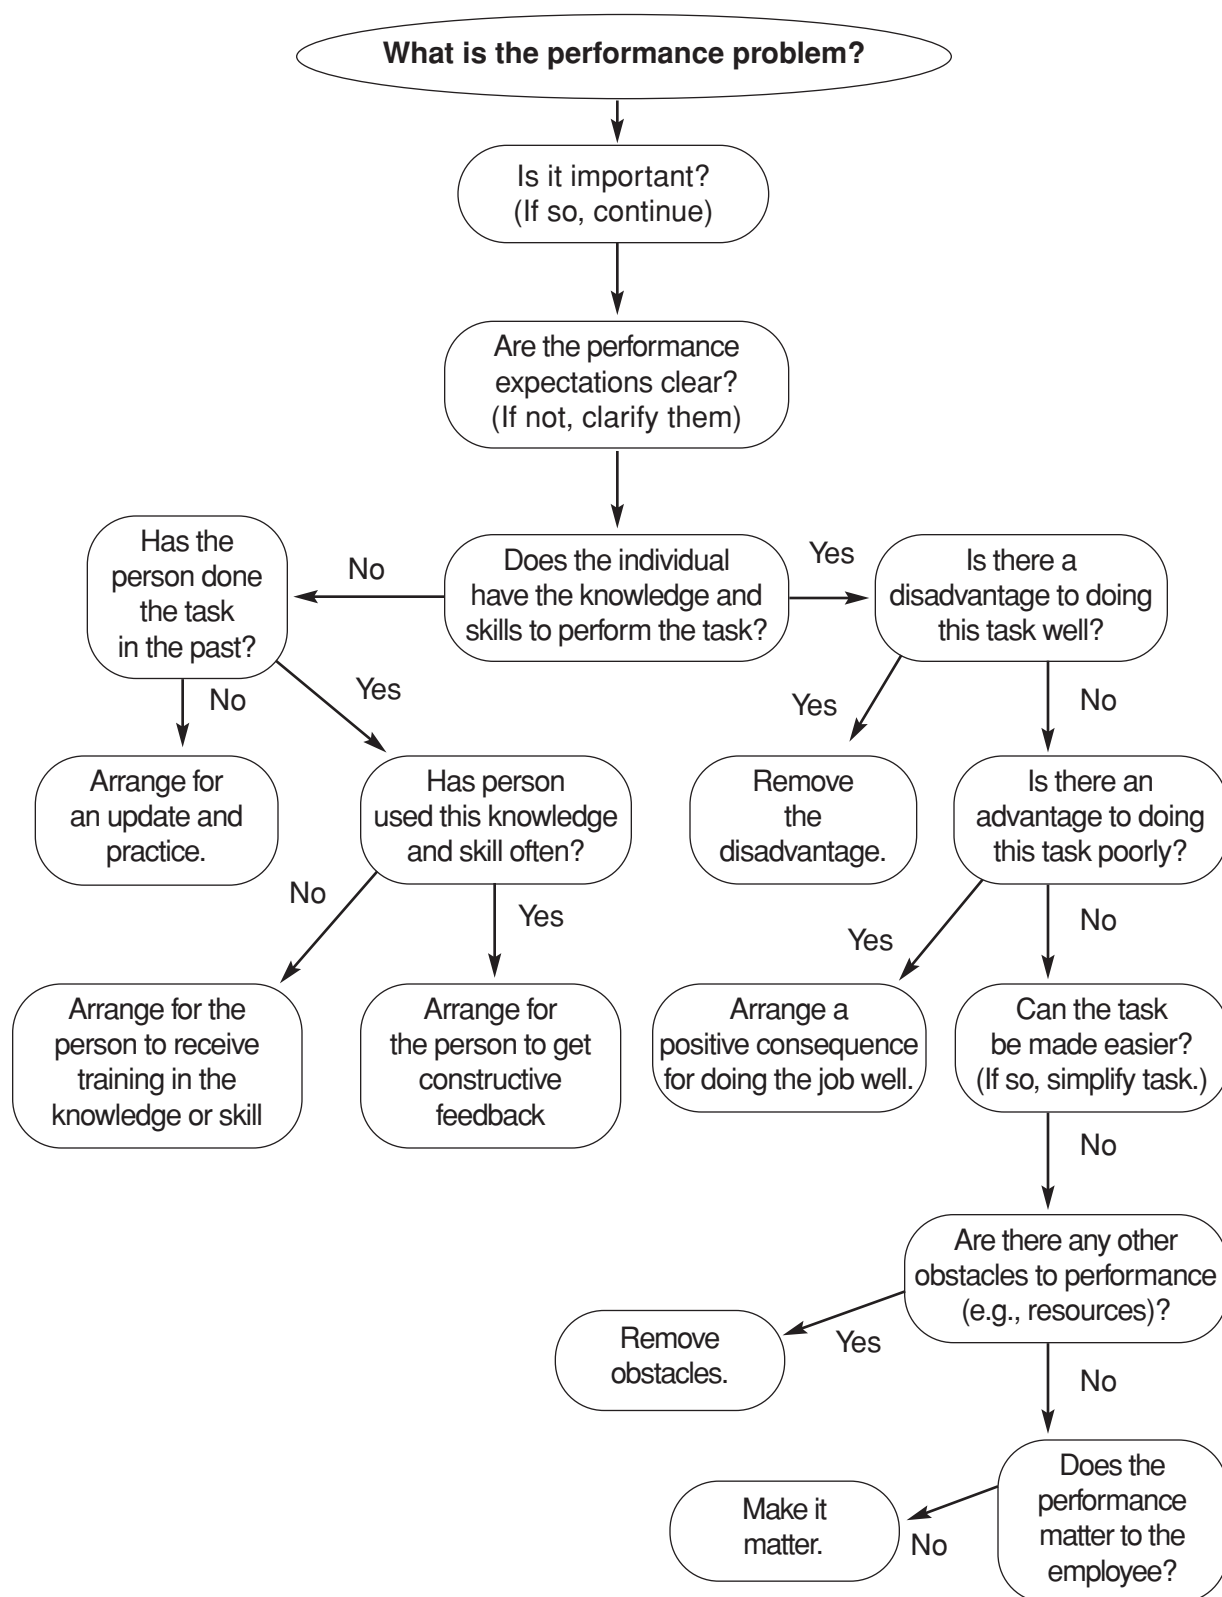 What is the performance problem?
Is it important?
(If so, continue)
Are the performance
expectations clear?
(If not, clarify them)
Does the individual
have the knowledge and
skills to perform the task?
No
Yes
Has the
person done
the task
in the past?
Is there a
disadvantage to doing
this task well?
No
Yes
Yes
No
Arrange for
an update and
practice.
Has person
used this knowledge
and skill often?
Remove
the
disadvantage.
Is there an
advantage to doing
this task poorly?
No
Yes
Yes
No
Arrange for the
person to receive
training in the
knowledge or skill
Arrange for
the person to get
constructive
feedback
Arrange a
positive consequence
for doing the job well.
Can the task
be made easier?
(If so, simplify task.)
No
Are there any other
obstacles to performance
(e.g., resources)?
Yes
Remove
obstacles.
No
Does the
performance
matter to the
employee?
No
Make it
matter.